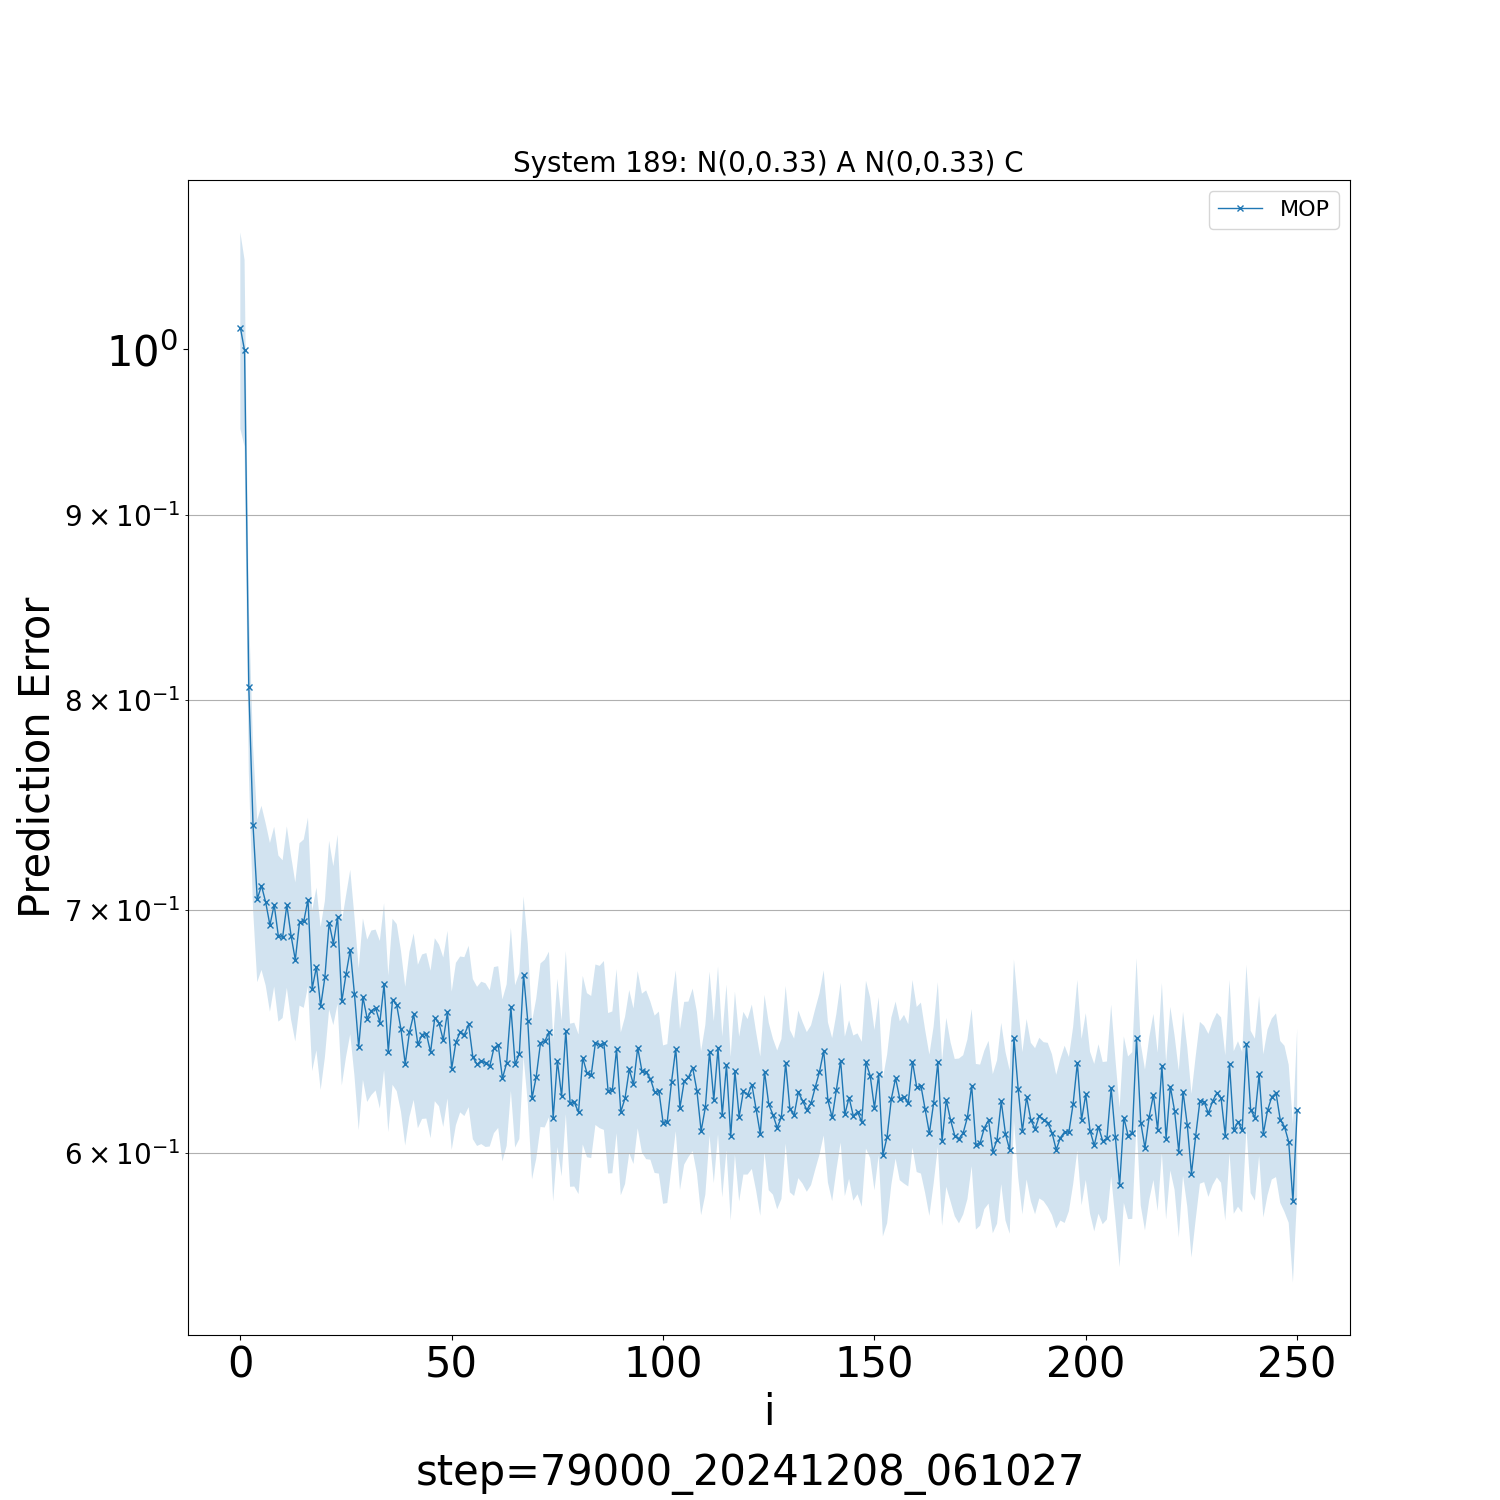 System 189: N(0,0.33) A N(0,0.33) C
MOP
10⁰
9 × 10⁻¹
8 × 10⁻¹
7 × 10⁻¹
6 × 10⁻¹
Prediction Error
0 50 100 150 200 250
i
step=79000_20241208_061027